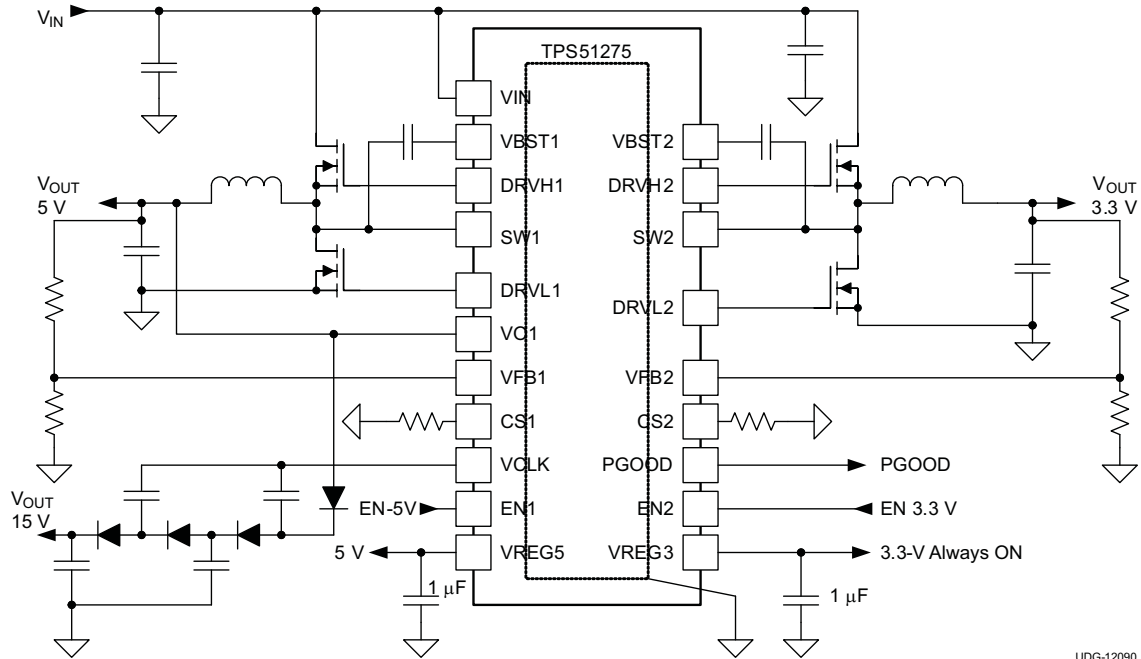 VIN
TPS51275
VIN
VBST1
VBST2
DRVH1
DRVH2
VOUT
5 V
VOUT
3.3 V
SW1
SW2
DRVL1
DRVL2
VO1
VFB1
VFB2
CS1
CS2
VCLK
PGOOD
PGOOD
VOUT
15 V
EN-5V
EN1
EN2
EN 3.3 V
5 V
VREG5
VREG3
3.3-V Always ON
1 μF
1 μF
UDG-12090